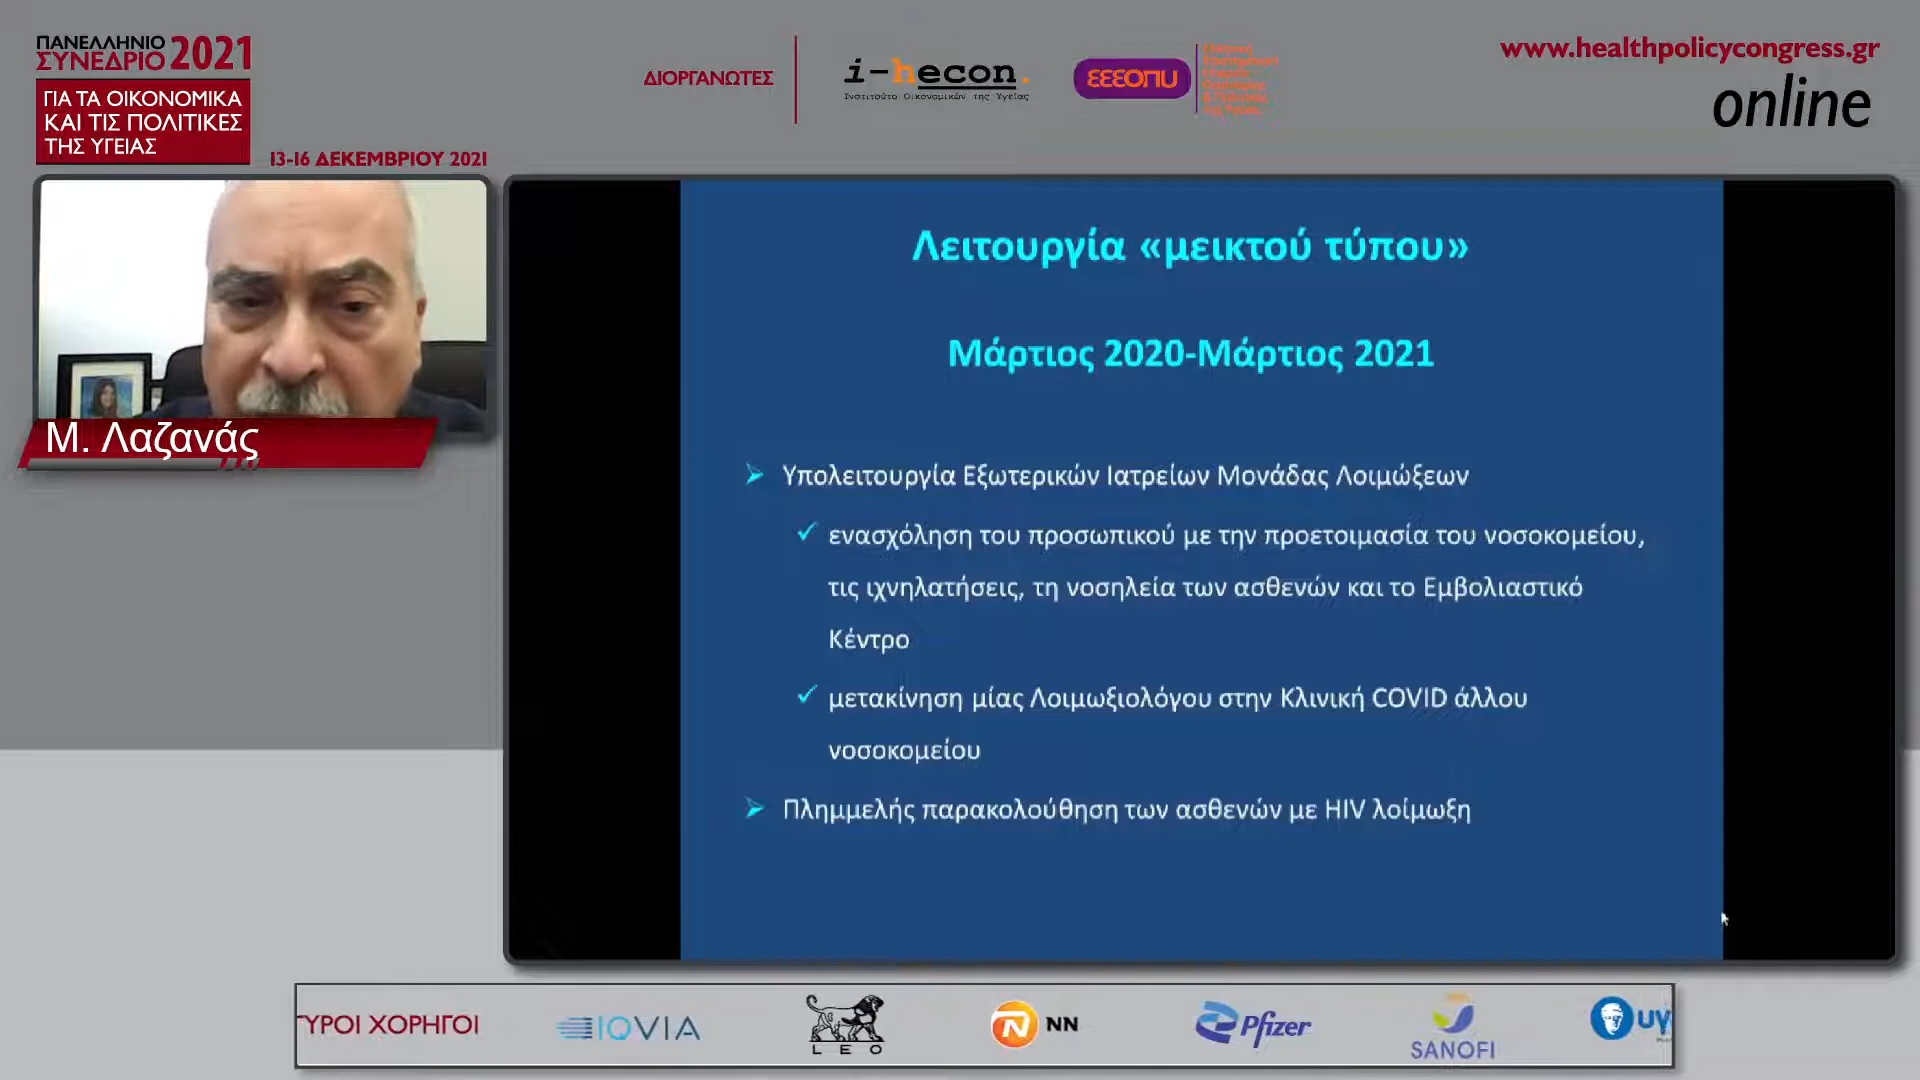 ΠΑΝΕΛΛΗΝΙΟ
ΣΥΝΕΔΡΙΟ 2021
ΓΙΑ ΤΑ ΟΙΚΟΝΟΜΙΚΑ
ΚΑΙ ΤΙΣ ΠΟΛΙΤΙΚΕΣ
ΤΗΣ ΥΓΕΙΑΣ
13-16 ΔΕΚΕΜΒΡΙΟΥ 2021
ΔΙΟΡΓΑΝΩΤΕΣ
i-hecon.
Ινστιτούτο Οικονομικών της Υγείας
εεεοπυ
www.healthpolicycongress.gr
online
Μ. Λαζανάς
Λειτουργία «μεικτού τύπου»
Μάρτιος 2020-Μάρτιος 2021
Υπολειτουργία Εξωτερικών Ιατρείων Μονάδας Λοιμώξεων
ενασχόληση του προσωπικού με την προετοιμασία του νοσοκομείου,
τις ιχνηλατήσεις, τη νοσηλεία των ασθενών και το Εμβολιαστικό
Κέντρο
μετακίνηση μίας Λοιμωξιολόγου στην Κλινική COVID άλλου
νοσοκομείου
Πλημμελής παρακολούθηση των ασθενών με HIV λοίμωξη
ΥΡΟΙ ΧΟΡΗΓΟΙ
IQVIA
LEO
NN
Pfizer
SANOFI